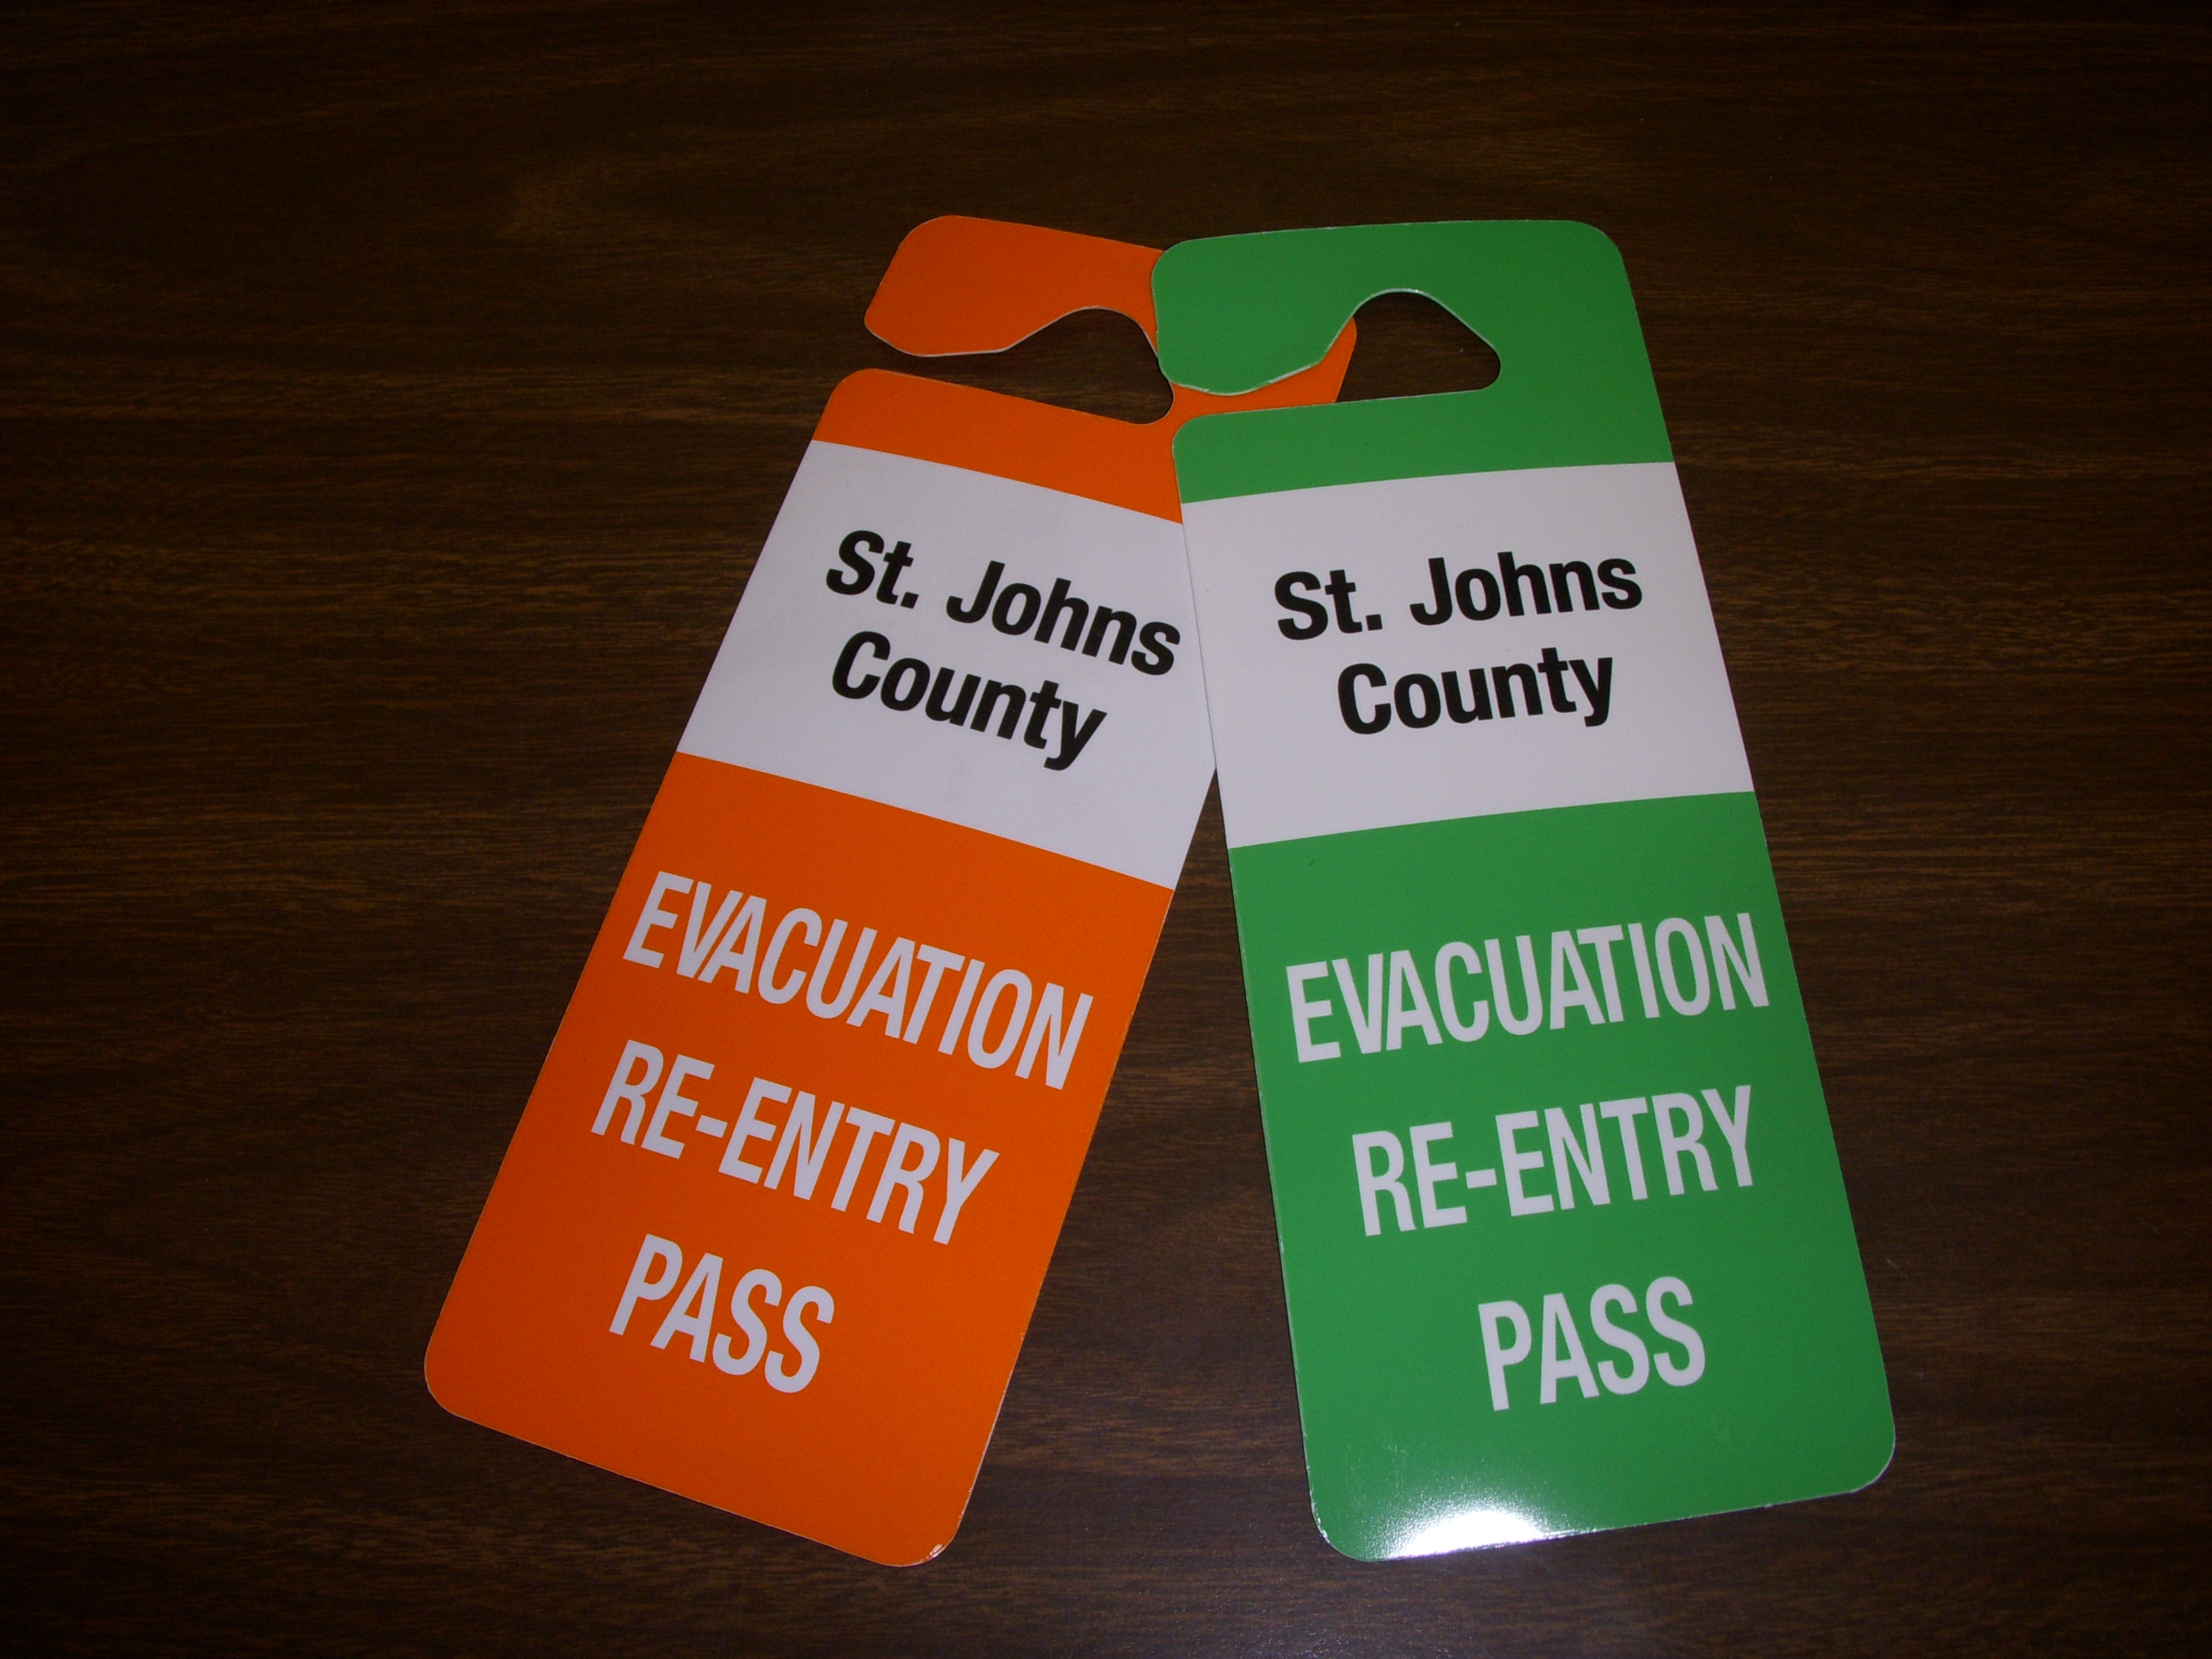 St. Johns
County
EVACUATION
RE-ENTRY
PASS
St. Johns
County
EVACUATION
RE-ENTRY
PASS